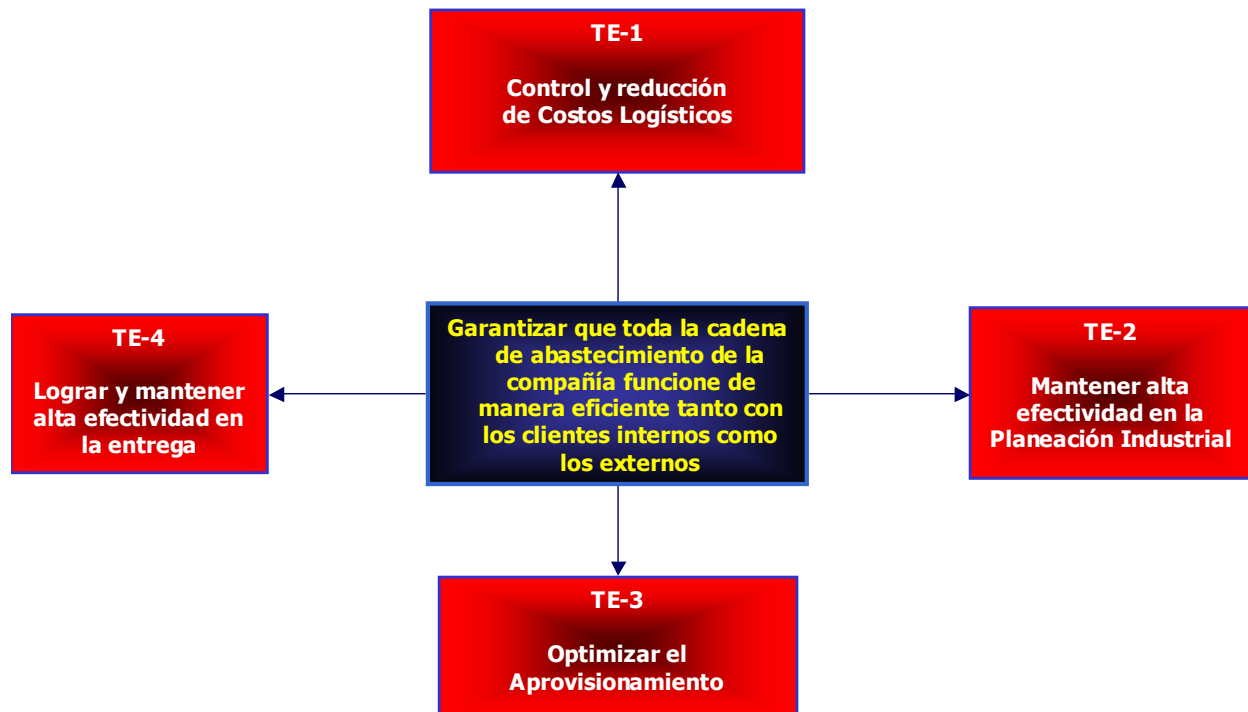 TE-1
Control y reducción
de Costos Logísticos
TE-4
Lograr y mantener
alta efectividad en
la entrega
Garantizar que toda la cadena
de abastecimiento de la
compañía funcione de
manera eficiente tanto con
los clientes internos como
los externos
TE-2
Mantener alta
efectividad en la
Planeación Industrial
TE-3
Optimizar el
Aprovisionamiento